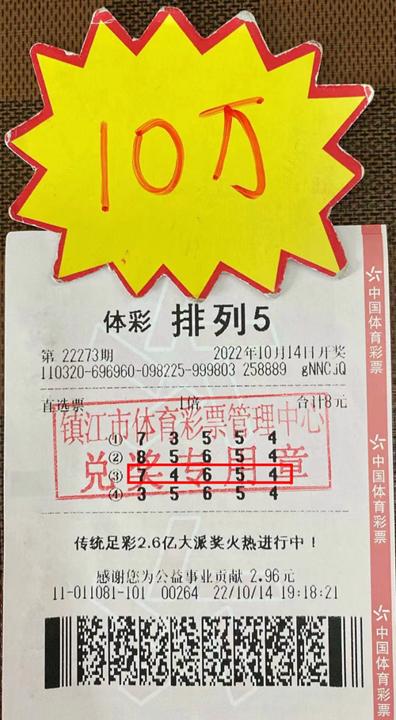 10万
体彩 排列5
第 22273期 2022年10月14日开奖
110320-696960-098225-999803 258889 gNNCJQ
直选票 1倍 合计8元
镇江市体育彩票管理中心
兑奖专用章
① 7 3 5 5 4
② 8 5 6 5 4
③ 7 4 6 5 4
④ 3 5 6 5 4
传统足彩2.6亿大派奖火热进行中！
感谢您为公益事业贡献 2.96元
11-011081-101 00264 22/10/14 19:18:21
中国体育彩票
中国体育彩票
中国体育彩票